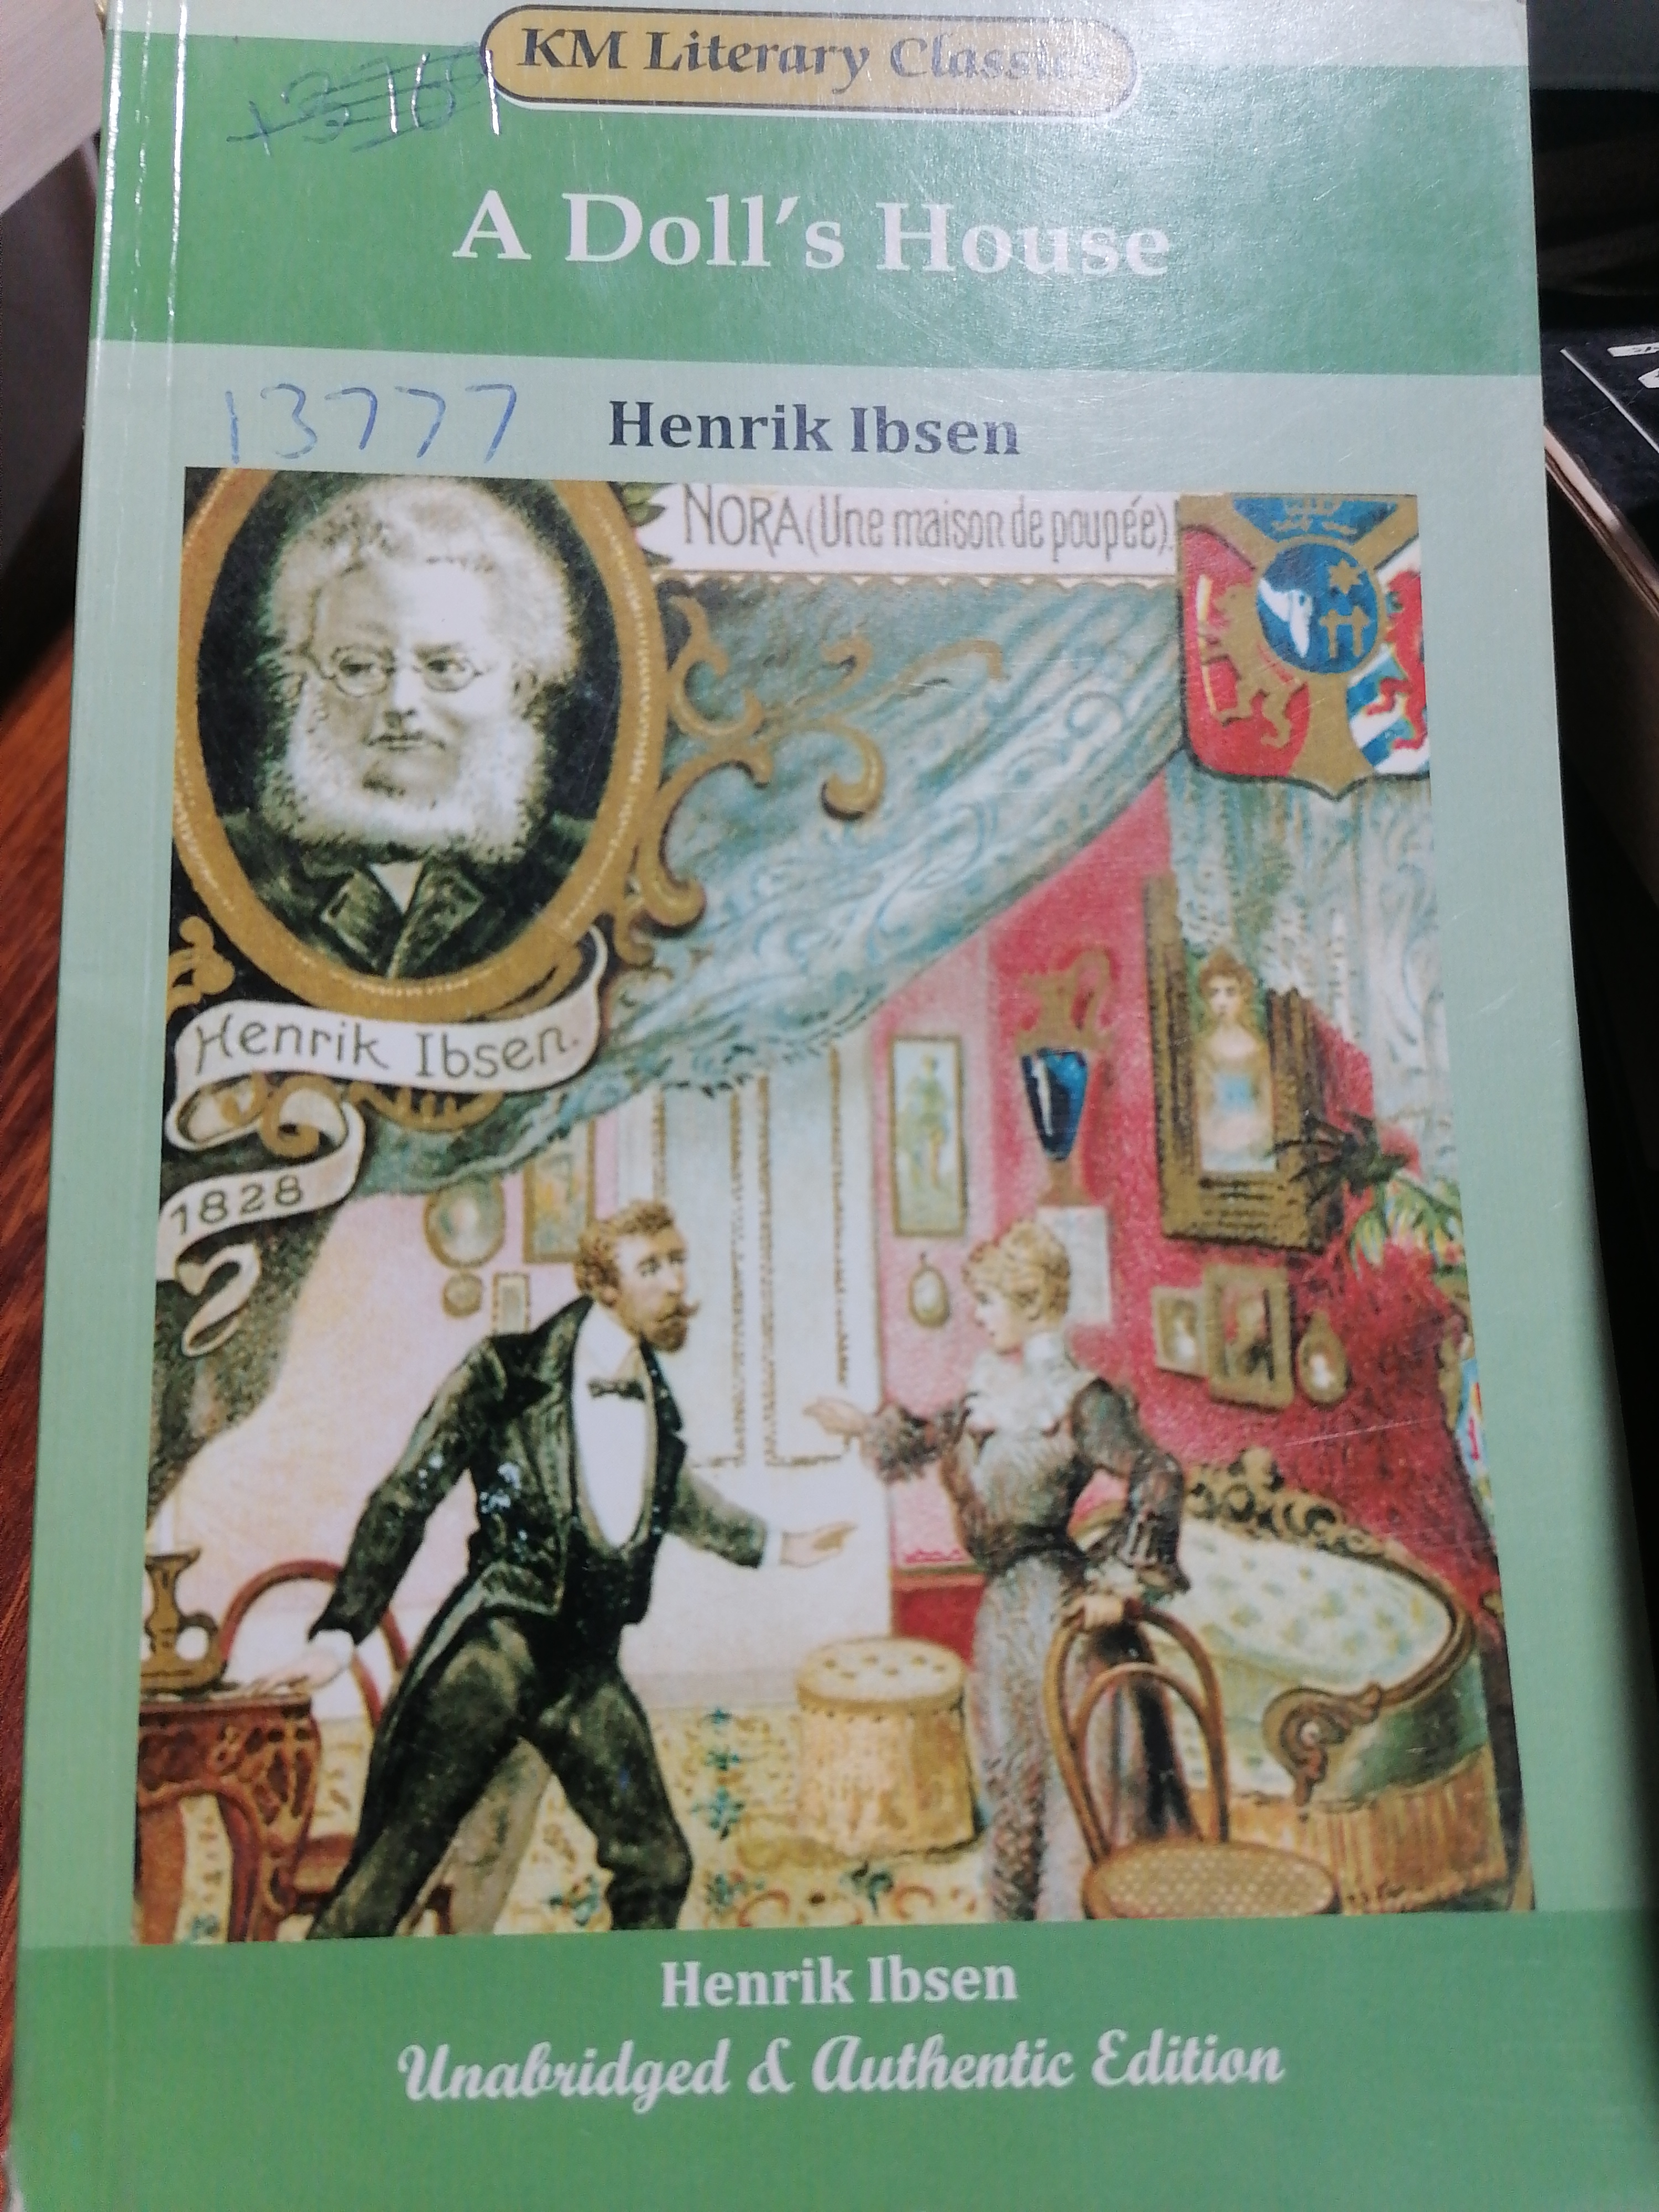 KM Literary Classics
A Doll's House
13777
Henrik Ibsen
NORA (Une maison de poupée).
Henrik Ibsen.
1828
Henrik Ibsen
Unabridged & Authentic Edition